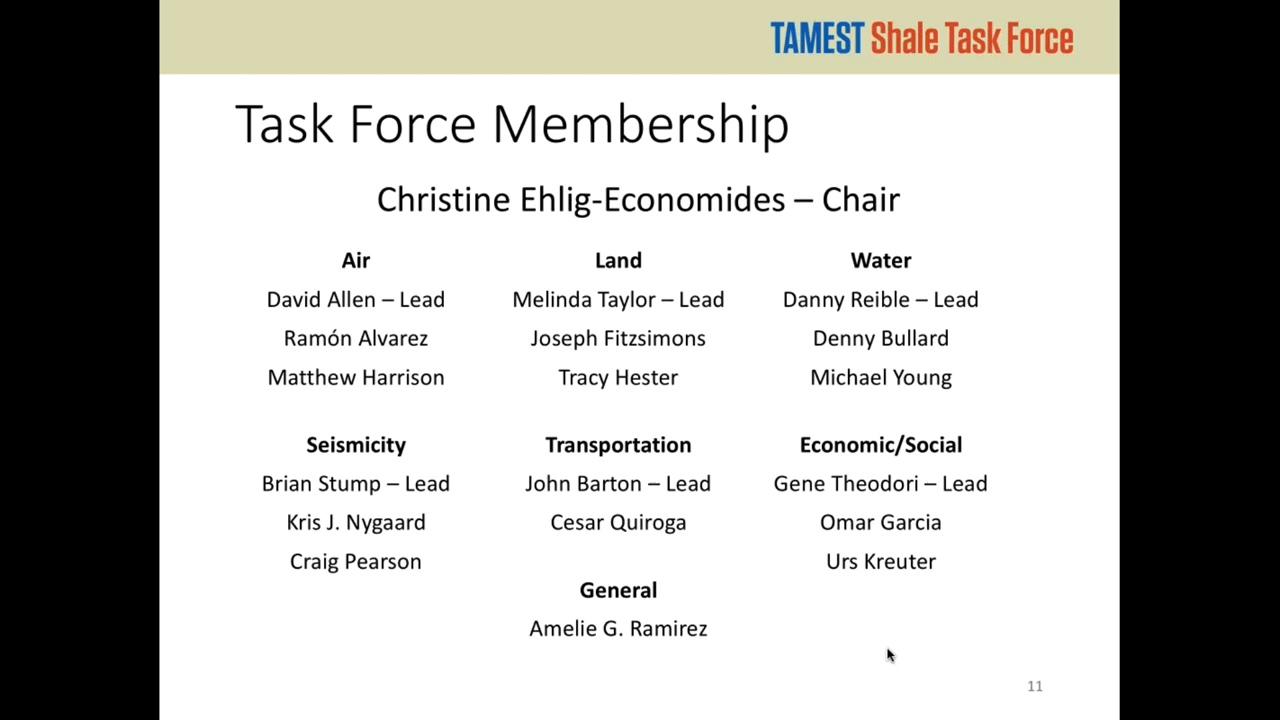 TAMEST Shale Task Force
Task Force Membership
Christine Ehlig-Economides – Chair
Air
David Allen – Lead
Ramón Alvarez
Matthew Harrison
Land
Melinda Taylor – Lead
Joseph Fitzsimons
Tracy Hester
Water
Danny Reible – Lead
Denny Bullard
Michael Young
Seismicity
Brian Stump – Lead
Kris J. Nygaard
Craig Pearson
Transportation
John Barton – Lead
Cesar Quiroga
Economic/Social
Gene Theodori – Lead
Omar Garcia
Urs Kreuter
General
Amelie G. Ramirez
11